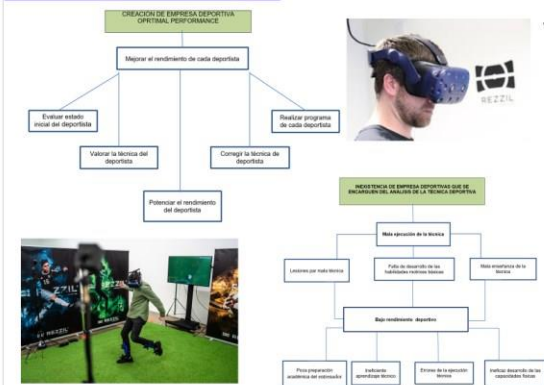 CREACION DE EMPRESA DEPORTIVA
OPRTIMAL PERFORMANCE
Mejorar el rendimiento de cada deportista
Evaluar estado
inicial del deportista
Realizar programa
de cada deportista
Valorar la técnica del
deportista
Corregir la técnica de
deportista
Potenciar el rendimiento
del deportista
REZZIL
INEXISTENCIA DE EMPRESA DEPORTIVAS QUE SE
ENCARGUEN DEL ANALISIS DE LA TÉCNICA DEPORTIVA
Mala ejecución de la técnica
Lesiones por mala técnica
Falta de desarrollo de las
habilidades motrices básicas
Mala enseñanza de la
técnica
Bajo rendimiento deportivo
Poca preparación
académica del entrenador
Ineficiente
aprendizaje técnico
Errores de la ejecución
técnica
Ineficaz desarrollo de las
capacidades físicas
REZZIL